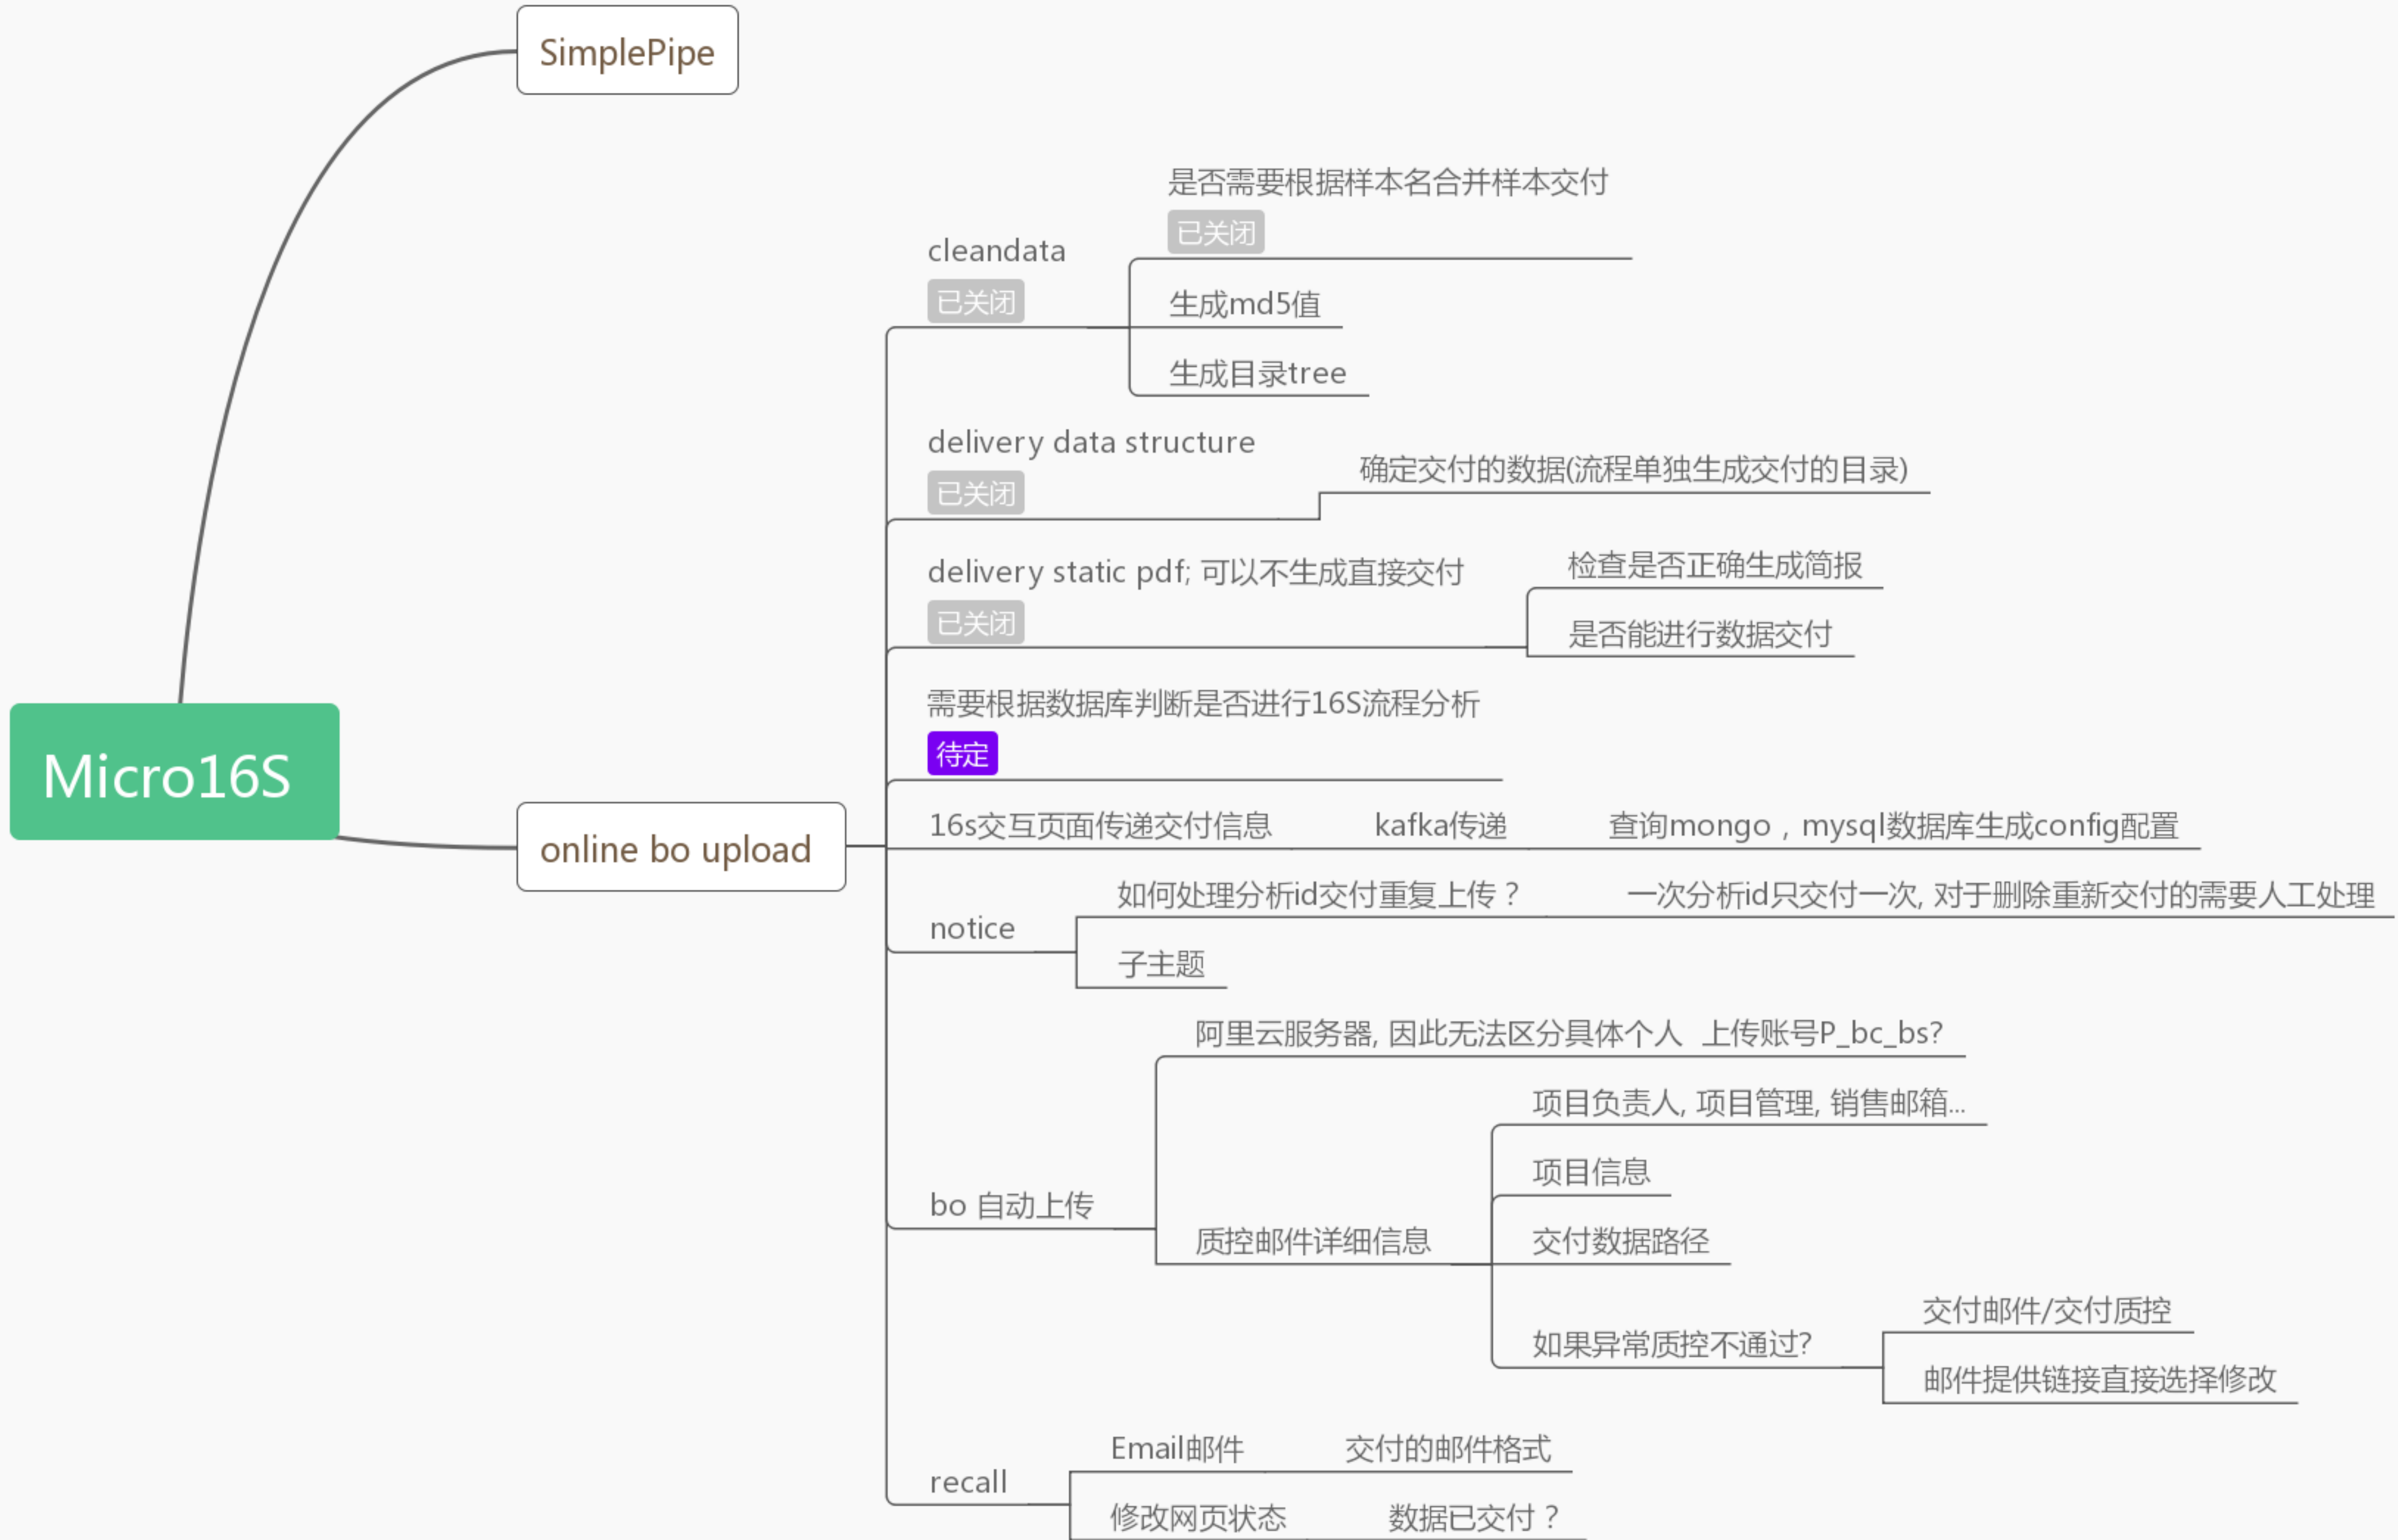 SimplePipe
是否需要根据样本名合并样本交付
已关闭
cleandata
已关闭
生成md5值
生成目录tree
delivery data structure
已关闭
确定交付的数据(流程单独生成交付的目录)
delivery static pdf; 可以不生成直接交付
已关闭
检查是否正确生成简报
是否能进行数据交付
需要根据数据库判断是否进行16S流程分析
待定
Micro16S
online bo upload
16s交互页面传递交付信息
kafka传递
查询mongo，mysql数据库生成config配置
notice
如何处理分析id交付重复上传？
一次分析id只交付一次, 对于删除重新交付的需要人工处理
子主题
bo 自动上传
阿里云服务器, 因此无法区分具体个人 上传账号P_bc_bs?
质控邮件详细信息
项目负责人, 项目管理, 销售邮箱...
项目信息
交付数据路径
如果异常质控不通过?
交付邮件/交付质控
邮件提供链接直接选择修改
recall
Email邮件
交付的邮件格式
修改网页状态
数据已交付？